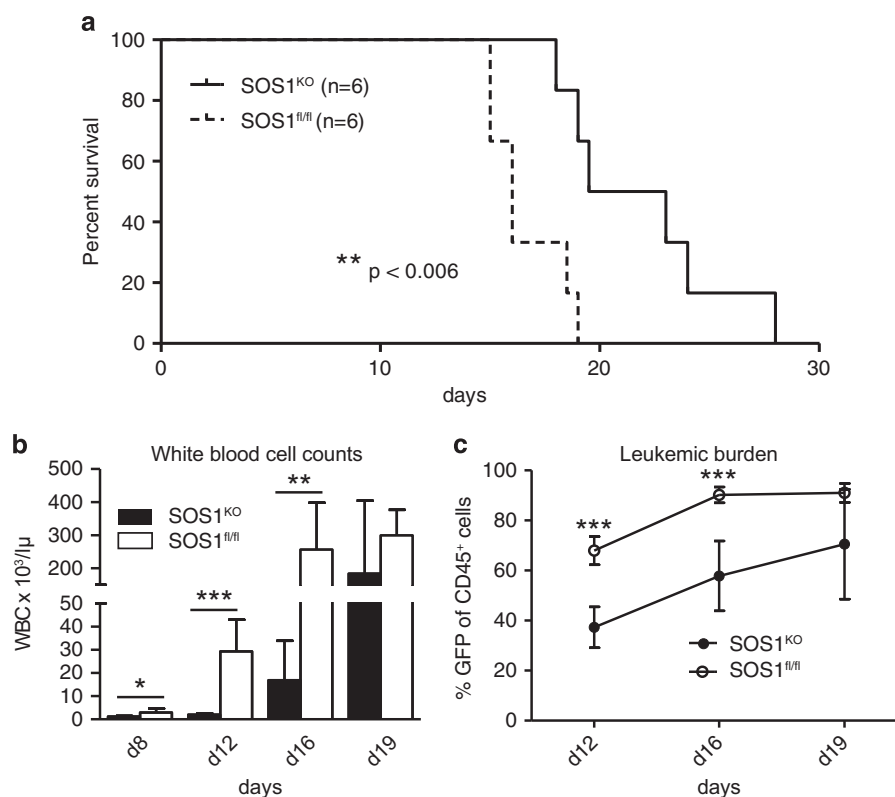 a
100
80
60
40
20
0
Percent survival
SOS1ᴷᴼ (n=6)
SOS1ᶠˡ/ᶠˡ (n=6)
** p < 0.006
0 10 20 30
days
b
White blood cell counts
500
400
300
200
50
40
30
20
10
0
WBC x 10³/lµ
SOS1ᴷᴼ
SOS1ᶠˡ/ᶠˡ
*
***
**
d8 d12 d16 d19
days
c
Leukemic burden
100
80
60
40
20
0
% GFP of CD45⁺ cells
***
***
SOS1ᴷᴼ
SOS1ᶠˡ/ᶠˡ
d12 d16 d19
days